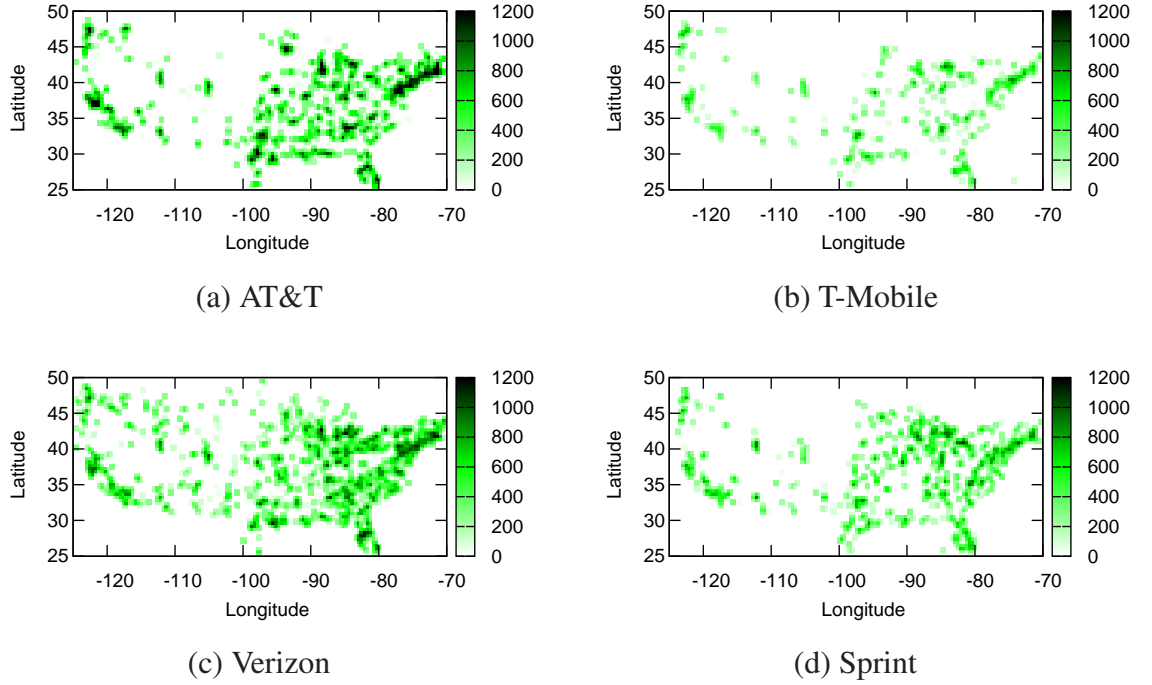 50 45 40 35 30 25
Latitude
-120 -110 -100 -90 -80 -70
Longitude
1200 1000 800 600 400 200 0
(a) AT&T
50 45 40 35 30 25
Latitude
-120 -110 -100 -90 -80 -70
Longitude
1200 1000 800 600 400 200 0
(b) T-Mobile
50 45 40 35 30 25
Latitude
-120 -110 -100 -90 -80 -70
Longitude
1200 1000 800 600 400 200 0
(c) Verizon
50 45 40 35 30 25
Latitude
-120 -110 -100 -90 -80 -70
Longitude
1200 1000 800 600 400 200 0
(d) Sprint